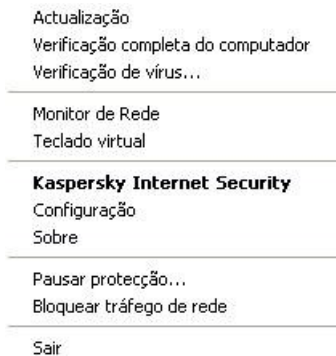 Actualização
Verificação completa do computador
Verificação de vírus...
Monitor de Rede
Teclado virtual
Kaspersky Internet Security
Configuração
Sobre
Pausar protecção...
Bloquear tráfego de rede
Sair